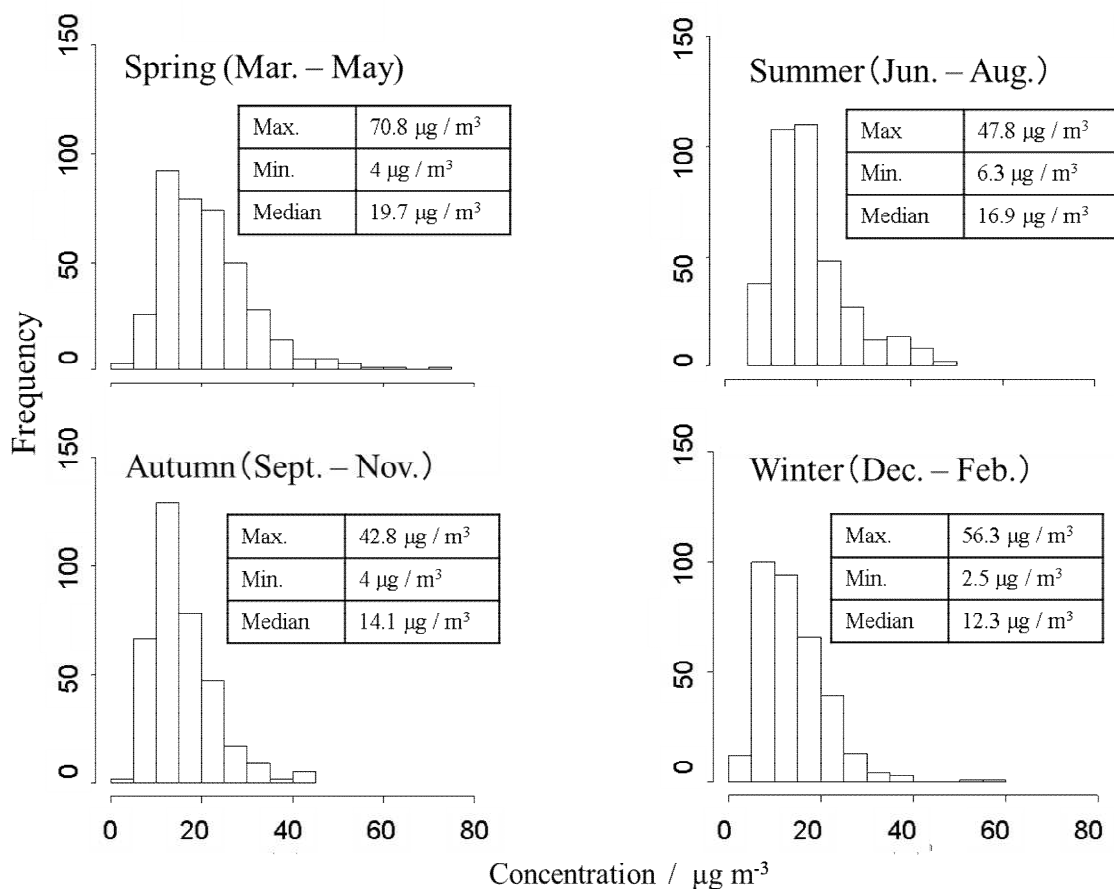 Frequency
Spring (Mar. – May)
Max. 70.8 μg / m³
Min. 4 μg / m³
Median 19.7 μg / m³
150
100
50
0
Summer（Jun. – Aug.）
Max 47.8 μg / m³
Min. 6.3 μg / m³
Median 16.9 μg / m³
150
100
50
0
Autumn（Sept. – Nov.）
Max. 42.8 μg / m³
Min. 4 μg / m³
Median 14.1 μg / m³
150
100
50
0
0 20 40 60 80
Winter（Dec. – Feb.）
Max. 56.3 μg / m³
Min. 2.5 μg / m³
Median 12.3 μg / m³
150
100
50
0
0 20 40 60 80
Concentration / μg m⁻³